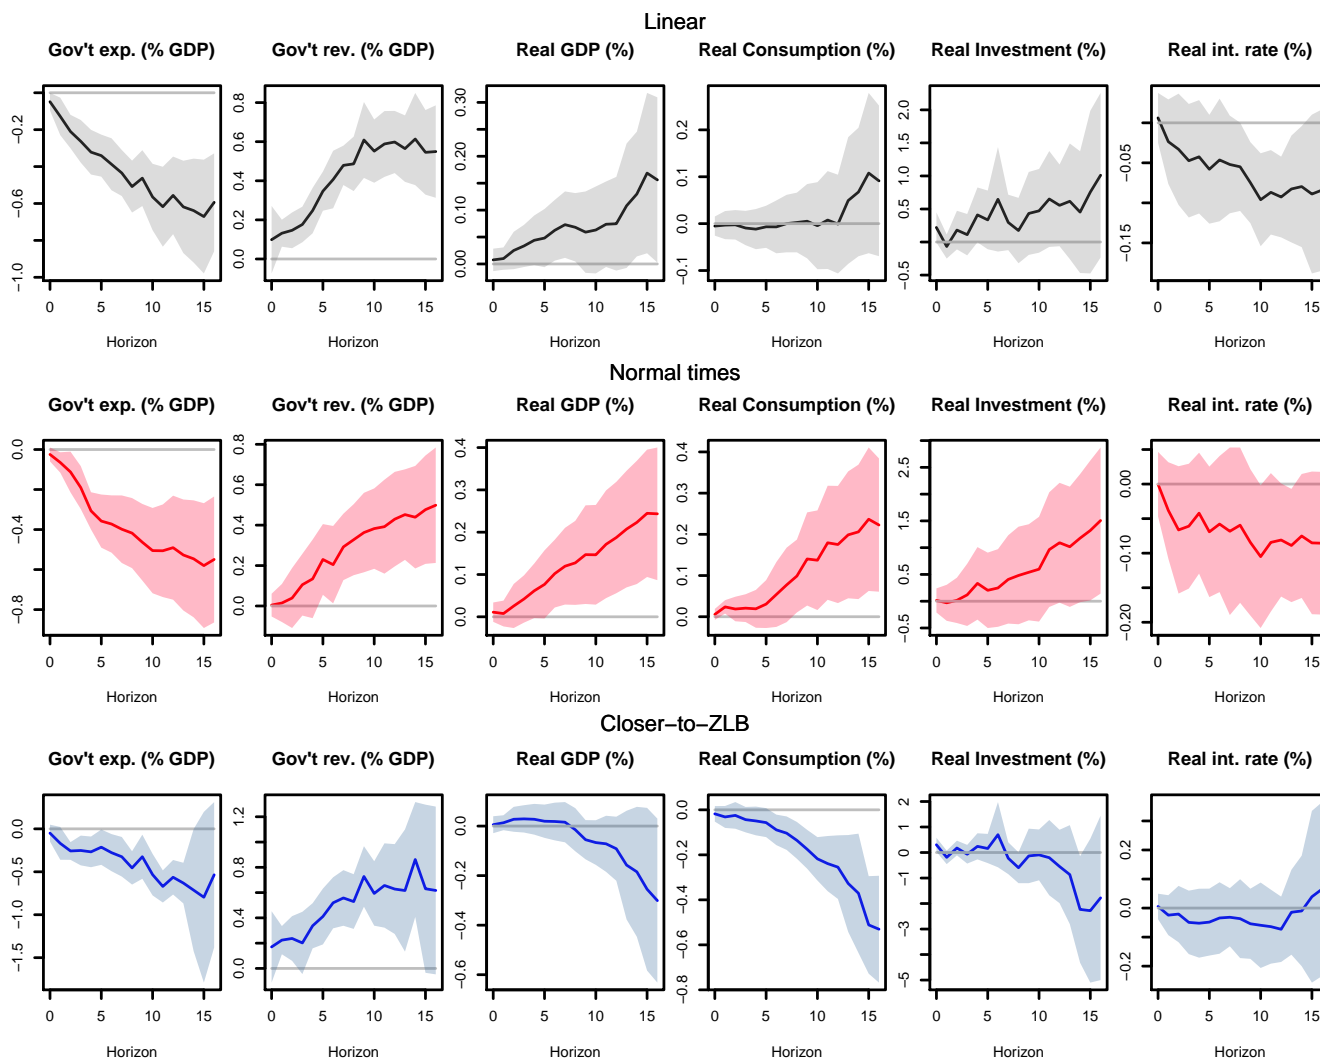 Linear
Gov't exp. (% GDP) Gov't rev. (% GDP) Real GDP (%) Real Consumption (%) Real Investment (%) Real int. rate (%)
−0.2 −0.6 −1.0
0.8 0.6 0.4 0.2 0.0
0.30 0.20 0.10 0.00
0.2 0.1 0.0 −0.1
2.0 1.5 1.0 0.5 −0.5
−0.05 −0.15
0 5 10 15 0 5 10 15 0 5 10 15 0 5 10 15 0 5 10 15 0 5 10 15
Horizon Horizon Horizon Horizon Horizon Horizon
Normal times
Gov't exp. (% GDP) Gov't rev. (% GDP) Real GDP (%) Real Consumption (%) Real Investment (%) Real int. rate (%)
0.0 −0.4 −0.8
0.8 0.6 0.4 0.2 0.0
0.4 0.3 0.2 0.1 0.0
0.4 0.3 0.2 0.1 0.0
2.5 1.5 0.5 −0.5
0.00 −0.10 −0.20
0 5 10 15 0 5 10 15 0 5 10 15 0 5 10 15 0 5 10 15 0 5 10 15
Horizon Horizon Horizon Horizon Horizon Horizon
Closer−to−ZLB
Gov't exp. (% GDP) Gov't rev. (% GDP) Real GDP (%) Real Consumption (%) Real Investment (%) Real int. rate (%)
0.0 −0.5 −1.0 −1.5
1.2 0.8 0.4 0.0
0.0 −0.2 −0.4 −0.6
0.0 −0.2 −0.4 −0.6 −0.8
2 1 0 −1 −3 −5
0.2 0.0 −0.2
0 5 10 15 0 5 10 15 0 5 10 15 0 5 10 15 0 5 10 15 0 5 10 15
Horizon Horizon Horizon Horizon Horizon Horizon